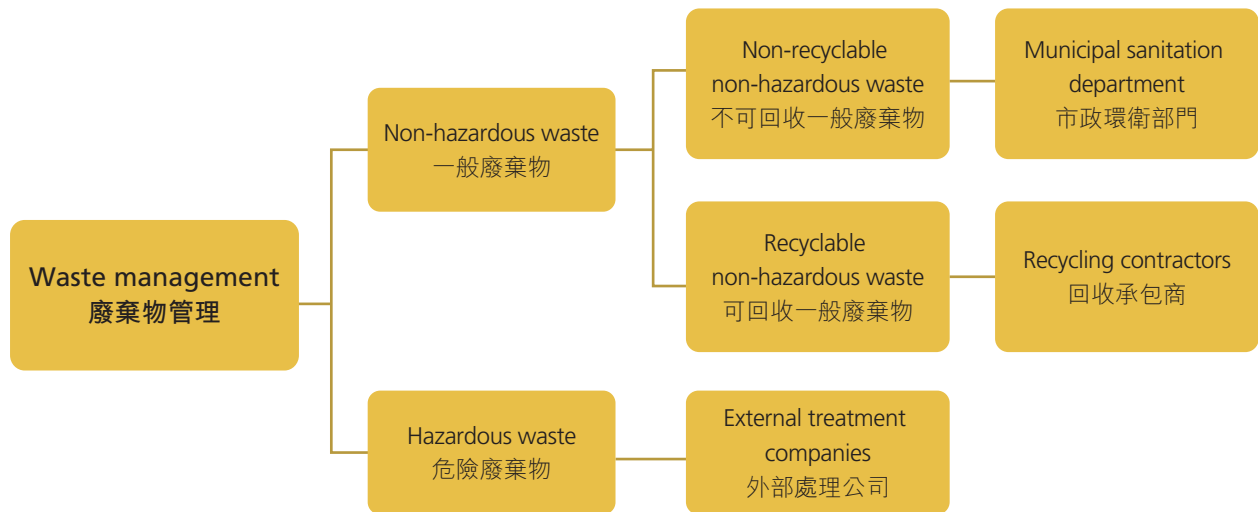 Waste management
廢棄物管理
Non-hazardous waste
一般廢棄物
Non-recyclable
non-hazardous waste
不可回收一般廢棄物
Municipal sanitation
department
市政環衛部門
Recyclable
non-hazardous waste
可回收一般廢棄物
Recycling contractors
回收承包商
Hazardous waste
危險廢棄物
External treatment
companies
外部處理公司